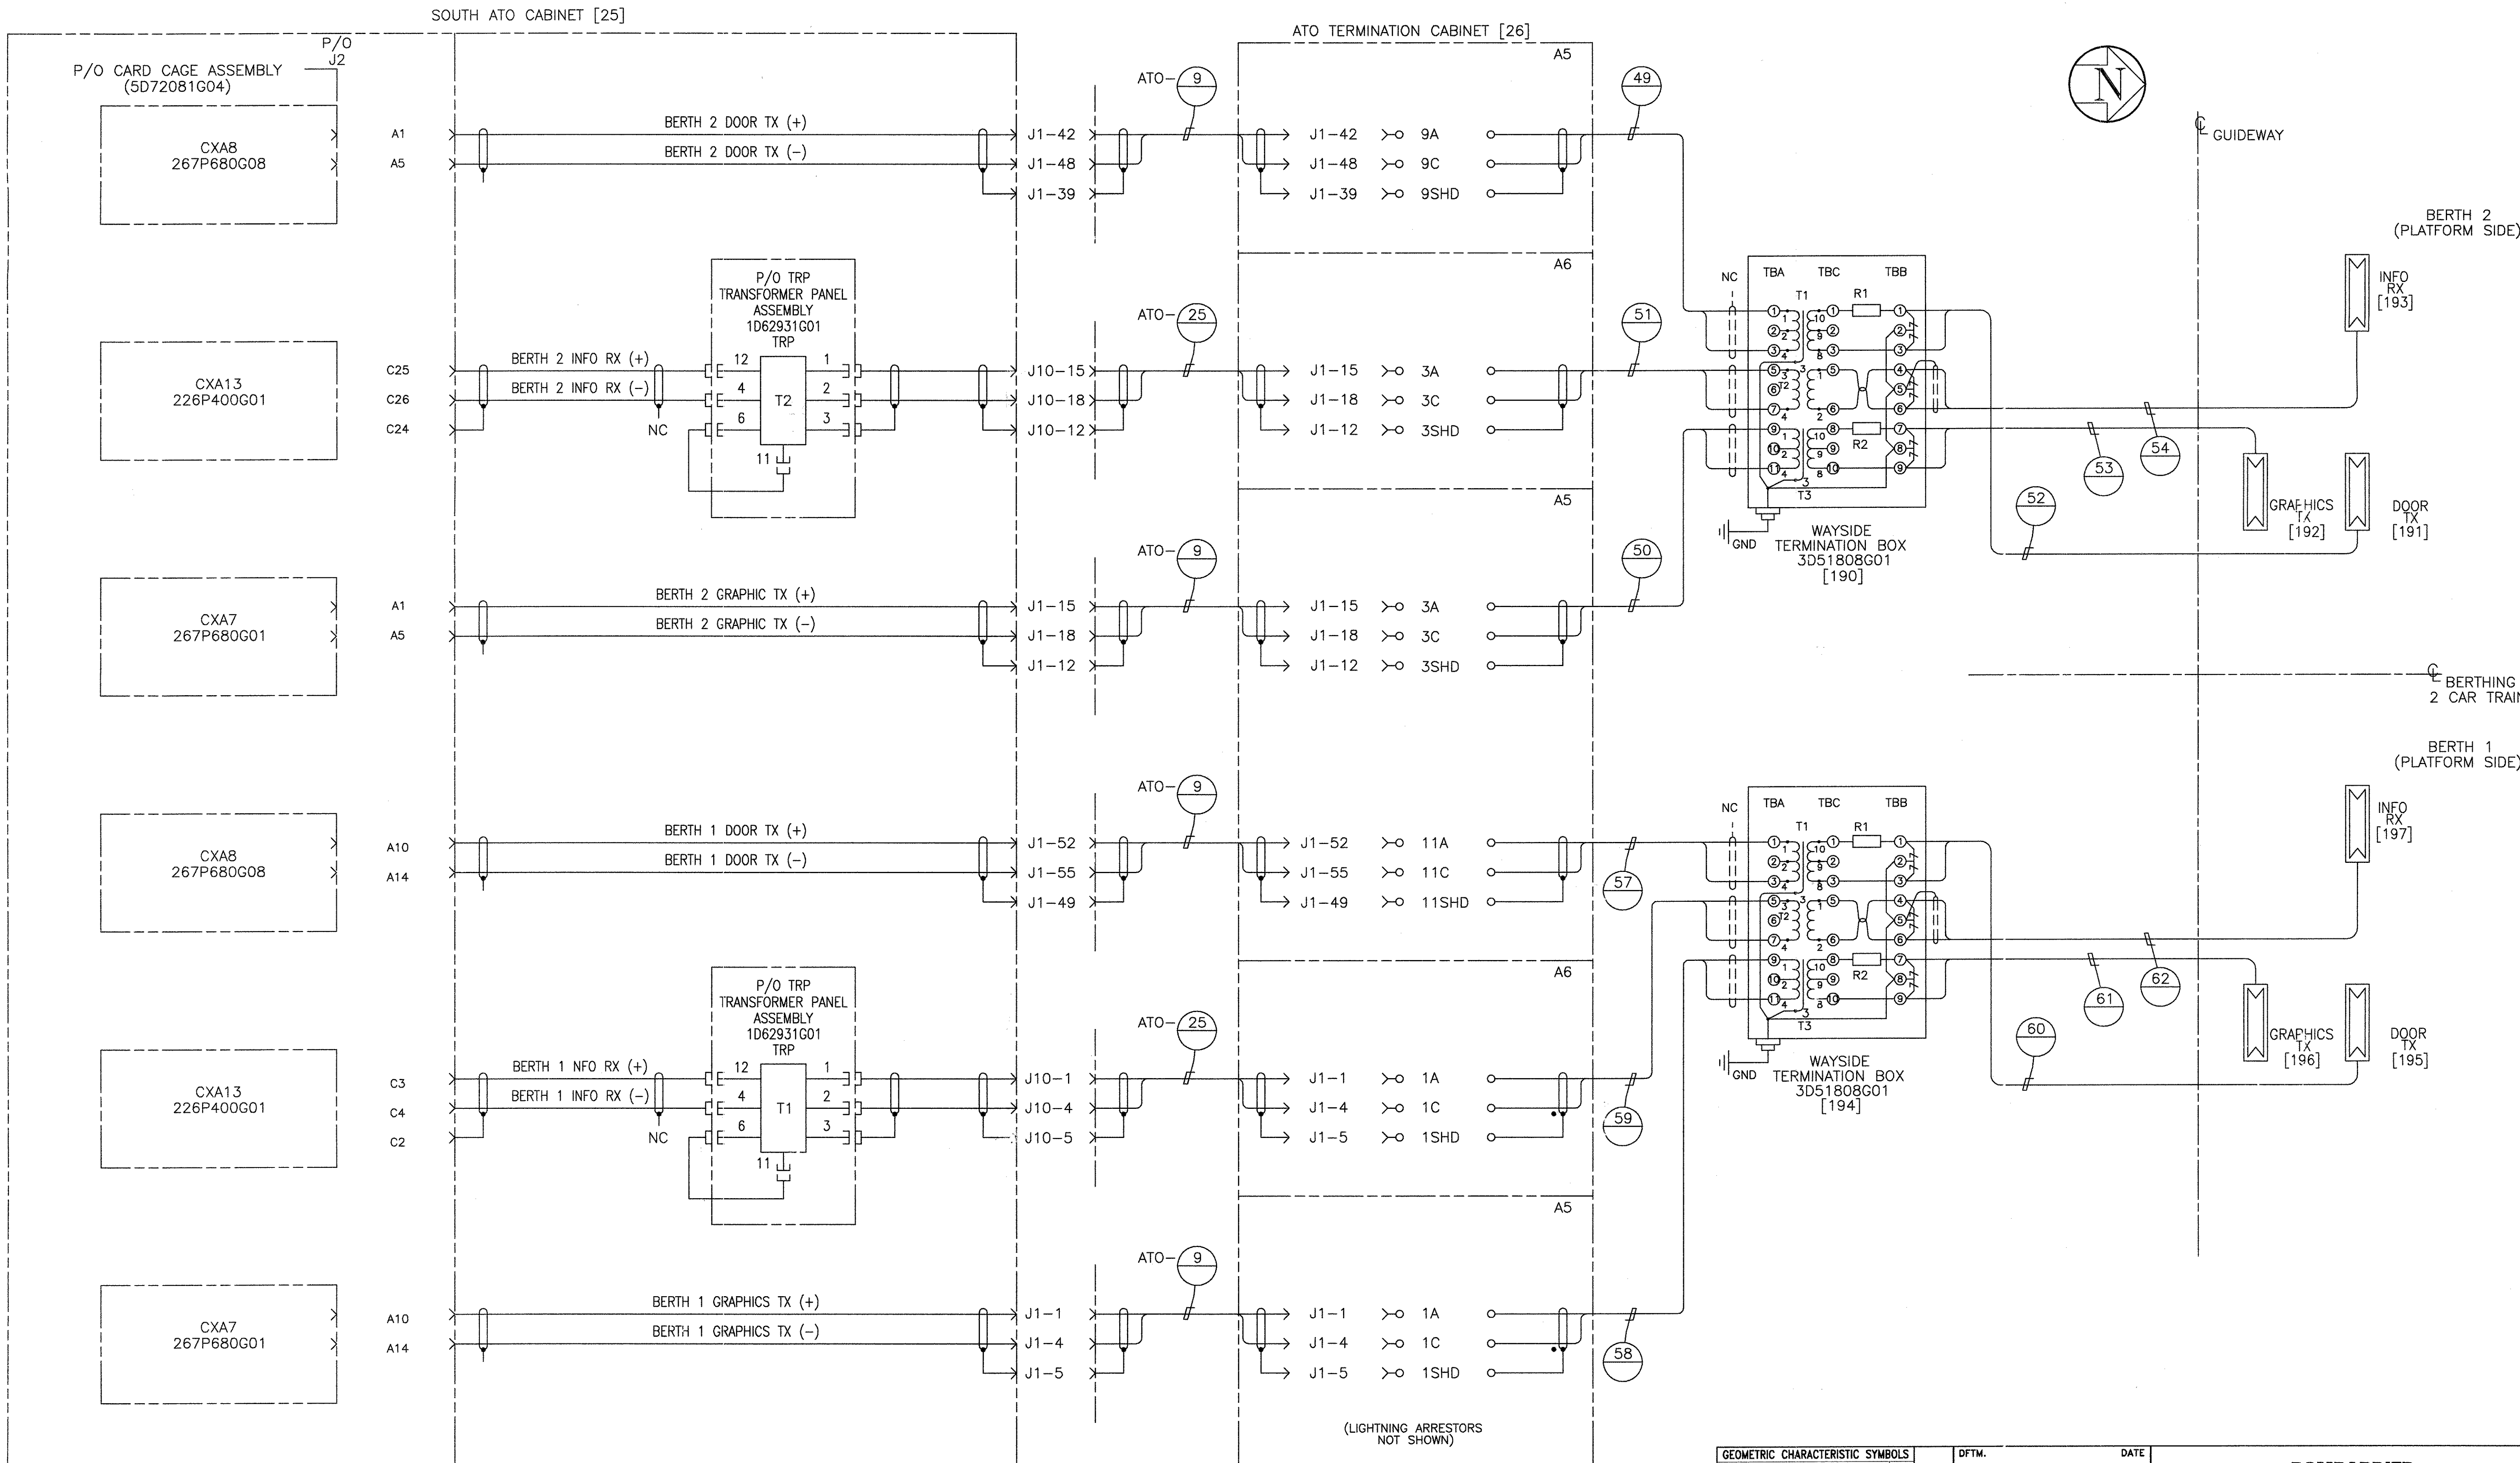 SOUTH ATO CABINET [25]
ATO TERMINATION CABINET [26]
P/O
J2
P/O CARD CAGE ASSEMBLY
(5D72081G04)
A5
ATO-
9
49
N
GUIDEWAY
CXA8
267P680G08
A1
A5
BERTH 2 DOOR TX (+)
BERTH 2 DOOR TX (-)
J1-42
J1-48
J1-39
J1-42
J1-48
J1-39
9A
9C
9SHD
BERTH 2
(PLATFORM SIDE)
INFO
RX
[193]
A6
P/O TRP
TRANSFORMER PANEL
ASSEMBLY
1D62931G01
TRP
ATO-
25
51
CXA13
226P400G01
C25
C26
C24
BERTH 2 INFO RX (+)
BERTH 2 INFO RX (-)
NC
12
4
6
11
T2
1
2
3
J10-15
J10-18
J10-12
J1-15
J1-18
J1-12
3A
3C
3SHD
NC
TBA
TBC
TBB
T1
R1
T2
R2
T3
GND
WAYSIDE
TERMINATION BOX
3D51808G01
[190]
52
53
54
GRAPHICS
TX
[192]
DOOR
TX
[191]
A5
ATO-
9
50
CXA7
267P680G01
A1
A5
BERTH 2 GRAPHIC TX (+)
BERTH 2 GRAPHIC TX (-)
J1-15
J1-18
J1-12
J1-15
J1-18
J1-12
3A
3C
3SHD
BERTHING
2 CAR TRAIN
BERTH 1
(PLATFORM SIDE)
INFO
RX
[197]
ATO-
9
57
CXA8
267P680G08
A10
A14
BERTH 1 DOOR TX (+)
BERTH 1 DOOR TX (-)
J1-52
J1-55
J1-49
J1-52
J1-55
J1-49
11A
11C
11SHD
NC
TBA
TBC
TBB
T1
R1
T2
R2
T3
GND
WAYSIDE
TERMINATION BOX
3D51808G01
[194]
60
61
62
GRAPHICS
TX
[196]
DOOR
TX
[195]
A6
P/O TRP
TRANSFORMER PANEL
ASSEMBLY
1D62931G01
TRP
ATO-
25
59
CXA13
226P400G01
C3
C4
C2
BERTH 1 NFO RX (+)
BERTH 1 INFO RX (-)
NC
12
4
6
11
T1
1
2
3
J10-1
J10-4
J10-5
J1-1
J1-4
J1-5
1A
1C
1SHD
A5
ATO-
9
58
CXA7
267P680G01
A10
A14
BERTH 1 GRAPHICS TX (+)
BERTH 1 GRAPHICS TX (-)
J1-1
J1-4
J1-5
J1-1
J1-4
J1-5
1A
1C
1SHD
(LIGHTNING ARRESTORS
NOT SHOWN)
GEOMETRIC CHARACTERISTIC SYMBOLS
DFTM.
DATE